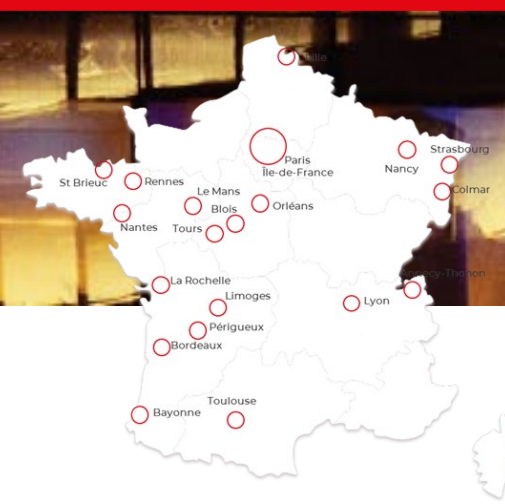 Lille
Strasbourg
Paris
Île-de-France
Nancy
St Brieuc
Rennes
Colmar
Le Mans
Blois
Orléans
Nantes
Tours
Annecy-Thonon
La Rochelle
Limoges
Lyon
Périgueux
Bordeaux
Toulouse
Bayonne